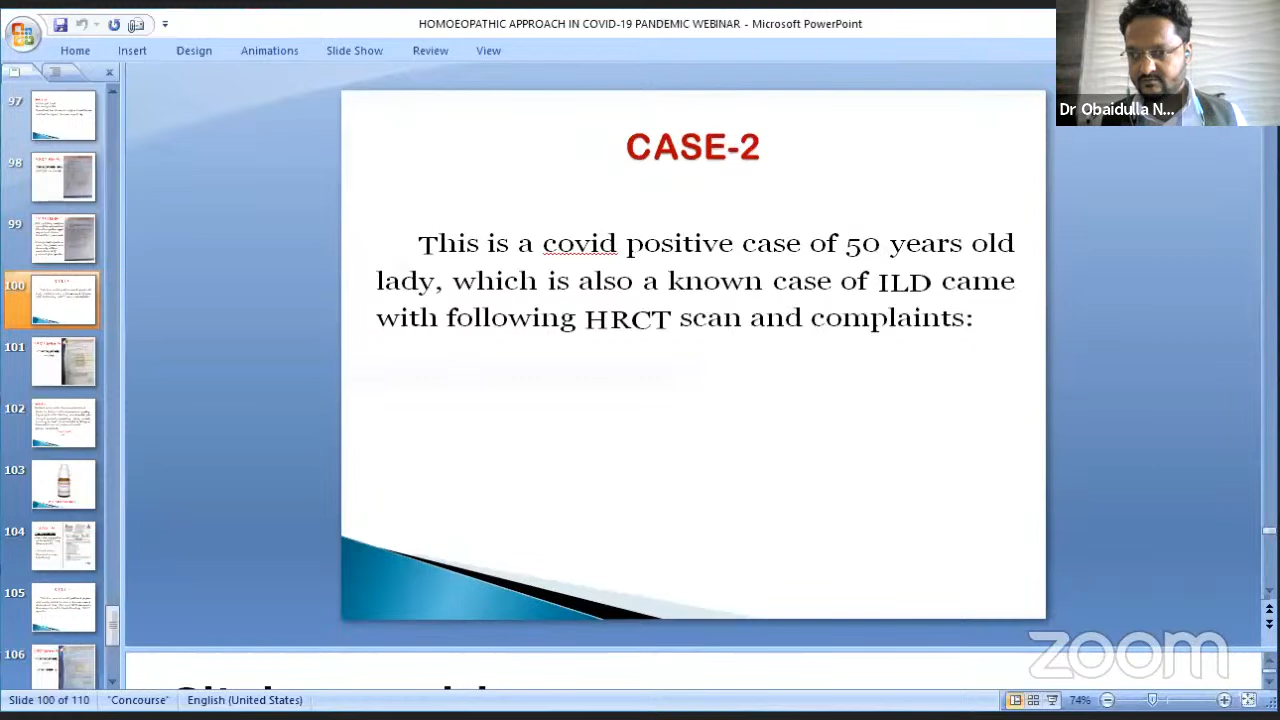 HOMOEOPATHIC APPROACH IN COVID-19 PANDEMIC WEBINAR - Microsoft PowerPoint
Home Insert Design Animations Slide Show Review View
Dr Obaidulla N...
97
98
99
100
101
102
103
104
105
106
CASE-2
This is a covid positive case of 50 years old
lady, which is also a known case of ILD came
with following HRCT scan and complaints:
zoom
Slide 100 of 110 "Concourse" English (United States) 74%